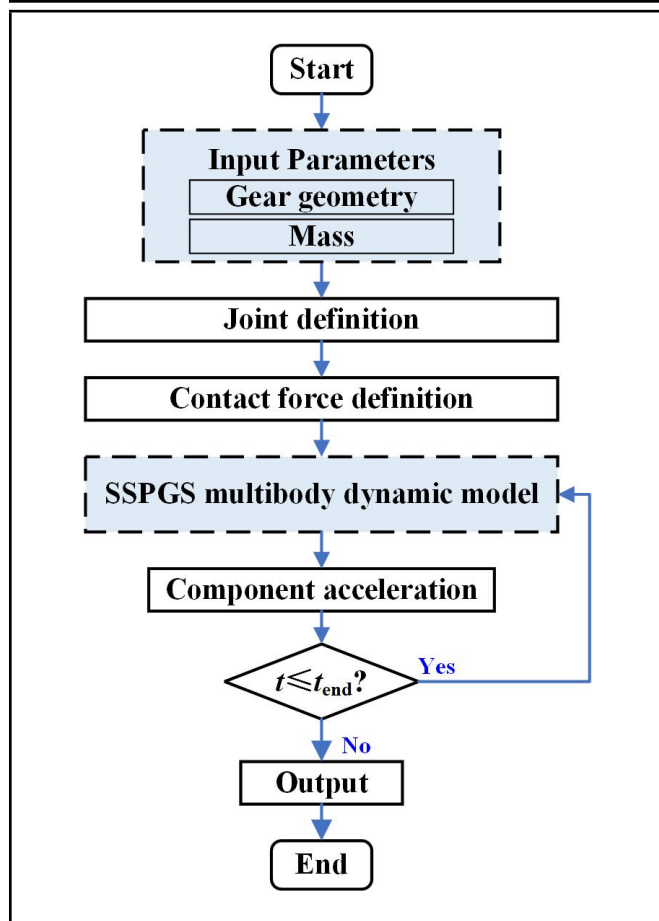 Start
Input Parameters
Gear geometry
Mass
Joint definition
Contact force definition
SSPGS multibody dynamic model
Component acceleration
t≤t_end?
Yes
No
Output
End